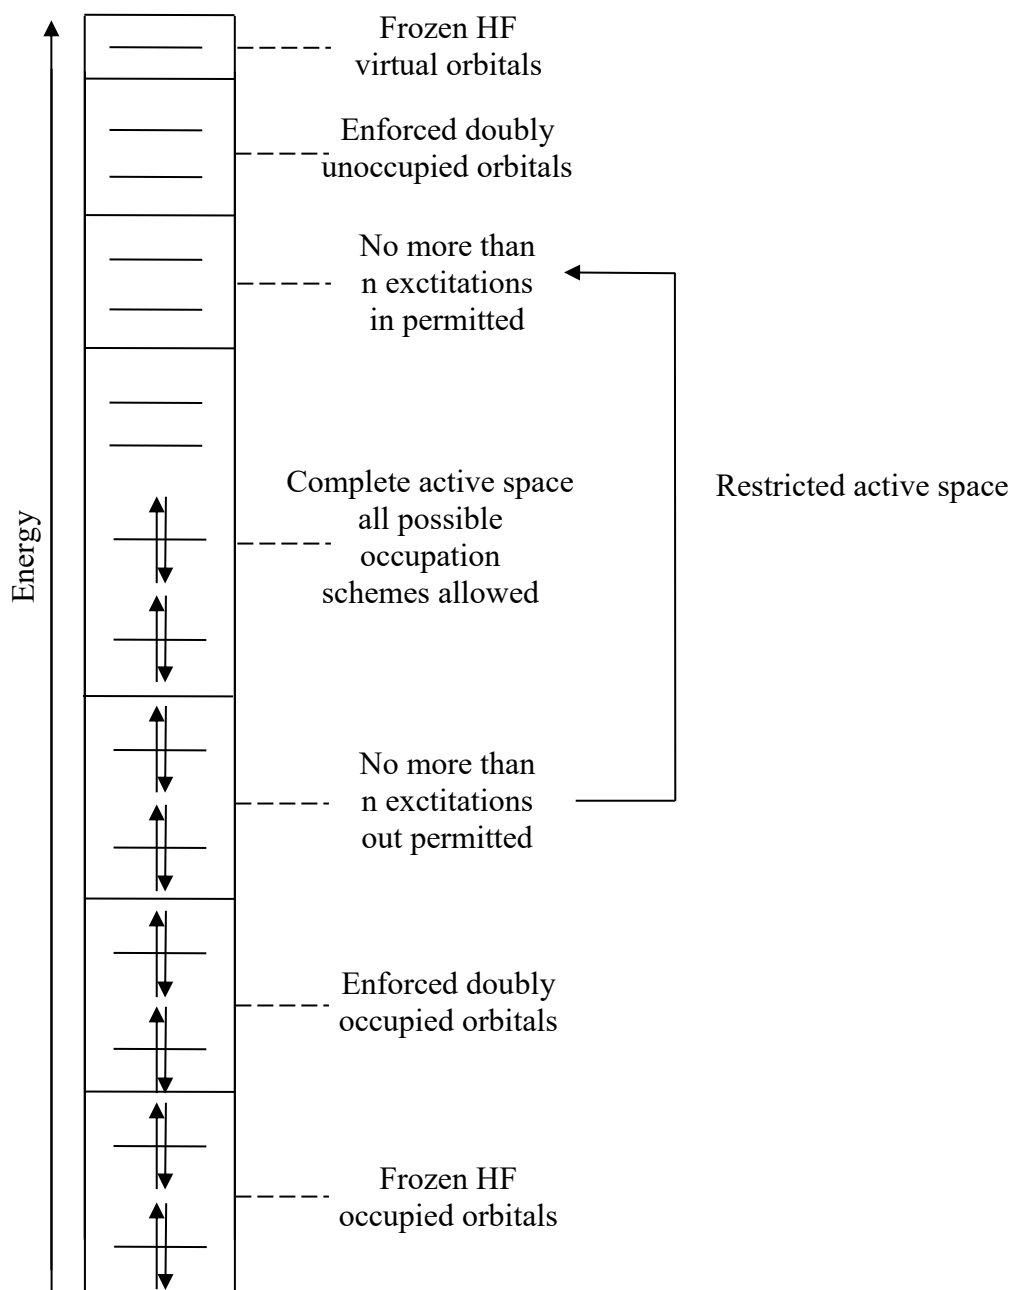 Frozen HF
virtual orbitals
Enforced doubly
unoccupied orbitals
No more than
n exctitations
in permitted
Complete active space
all possible
occupation
schemes allowed
Restricted active space
Energy
No more than
n exctitations
out permitted
Enforced doubly
occupied orbitals
Frozen HF
occupied orbitals